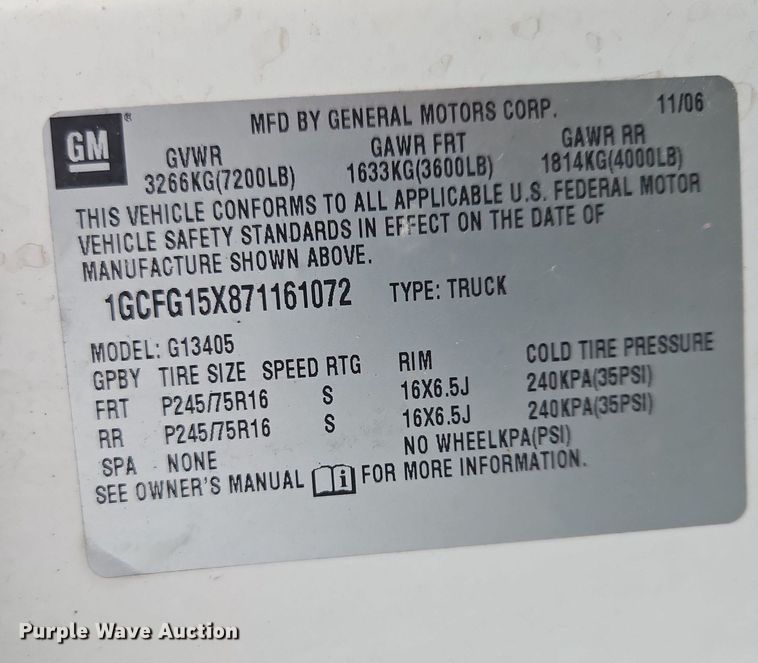 GM ®
MFD BY GENERAL MOTORS CORP. 11/06
GVWR GAWR FRT GAWR RR
3266KG(7200LB) 1633KG(3600LB) 1814KG(4000LB)
THIS VEHICLE CONFORMS TO ALL APPLICABLE U.S. FEDERAL MOTOR
VEHICLE SAFETY STANDARDS IN EFFECT ON THE DATE OF
MANUFACTURE SHOWN ABOVE.
1GCFG15X871161072 TYPE: TRUCK
MODEL: G13405
GPBY TIRE SIZE SPEED RTG RIM COLD TIRE PRESSURE
FRT P245/75R16 S 16X6.5J 240KPA(35PSI)
RR P245/75R16 S 16X6.5J 240KPA(35PSI)
SPA - NONE NO WHEELKPA(PSI)
SEE OWNER'S MANUAL i FOR MORE INFORMATION.
Purple Wave Auction